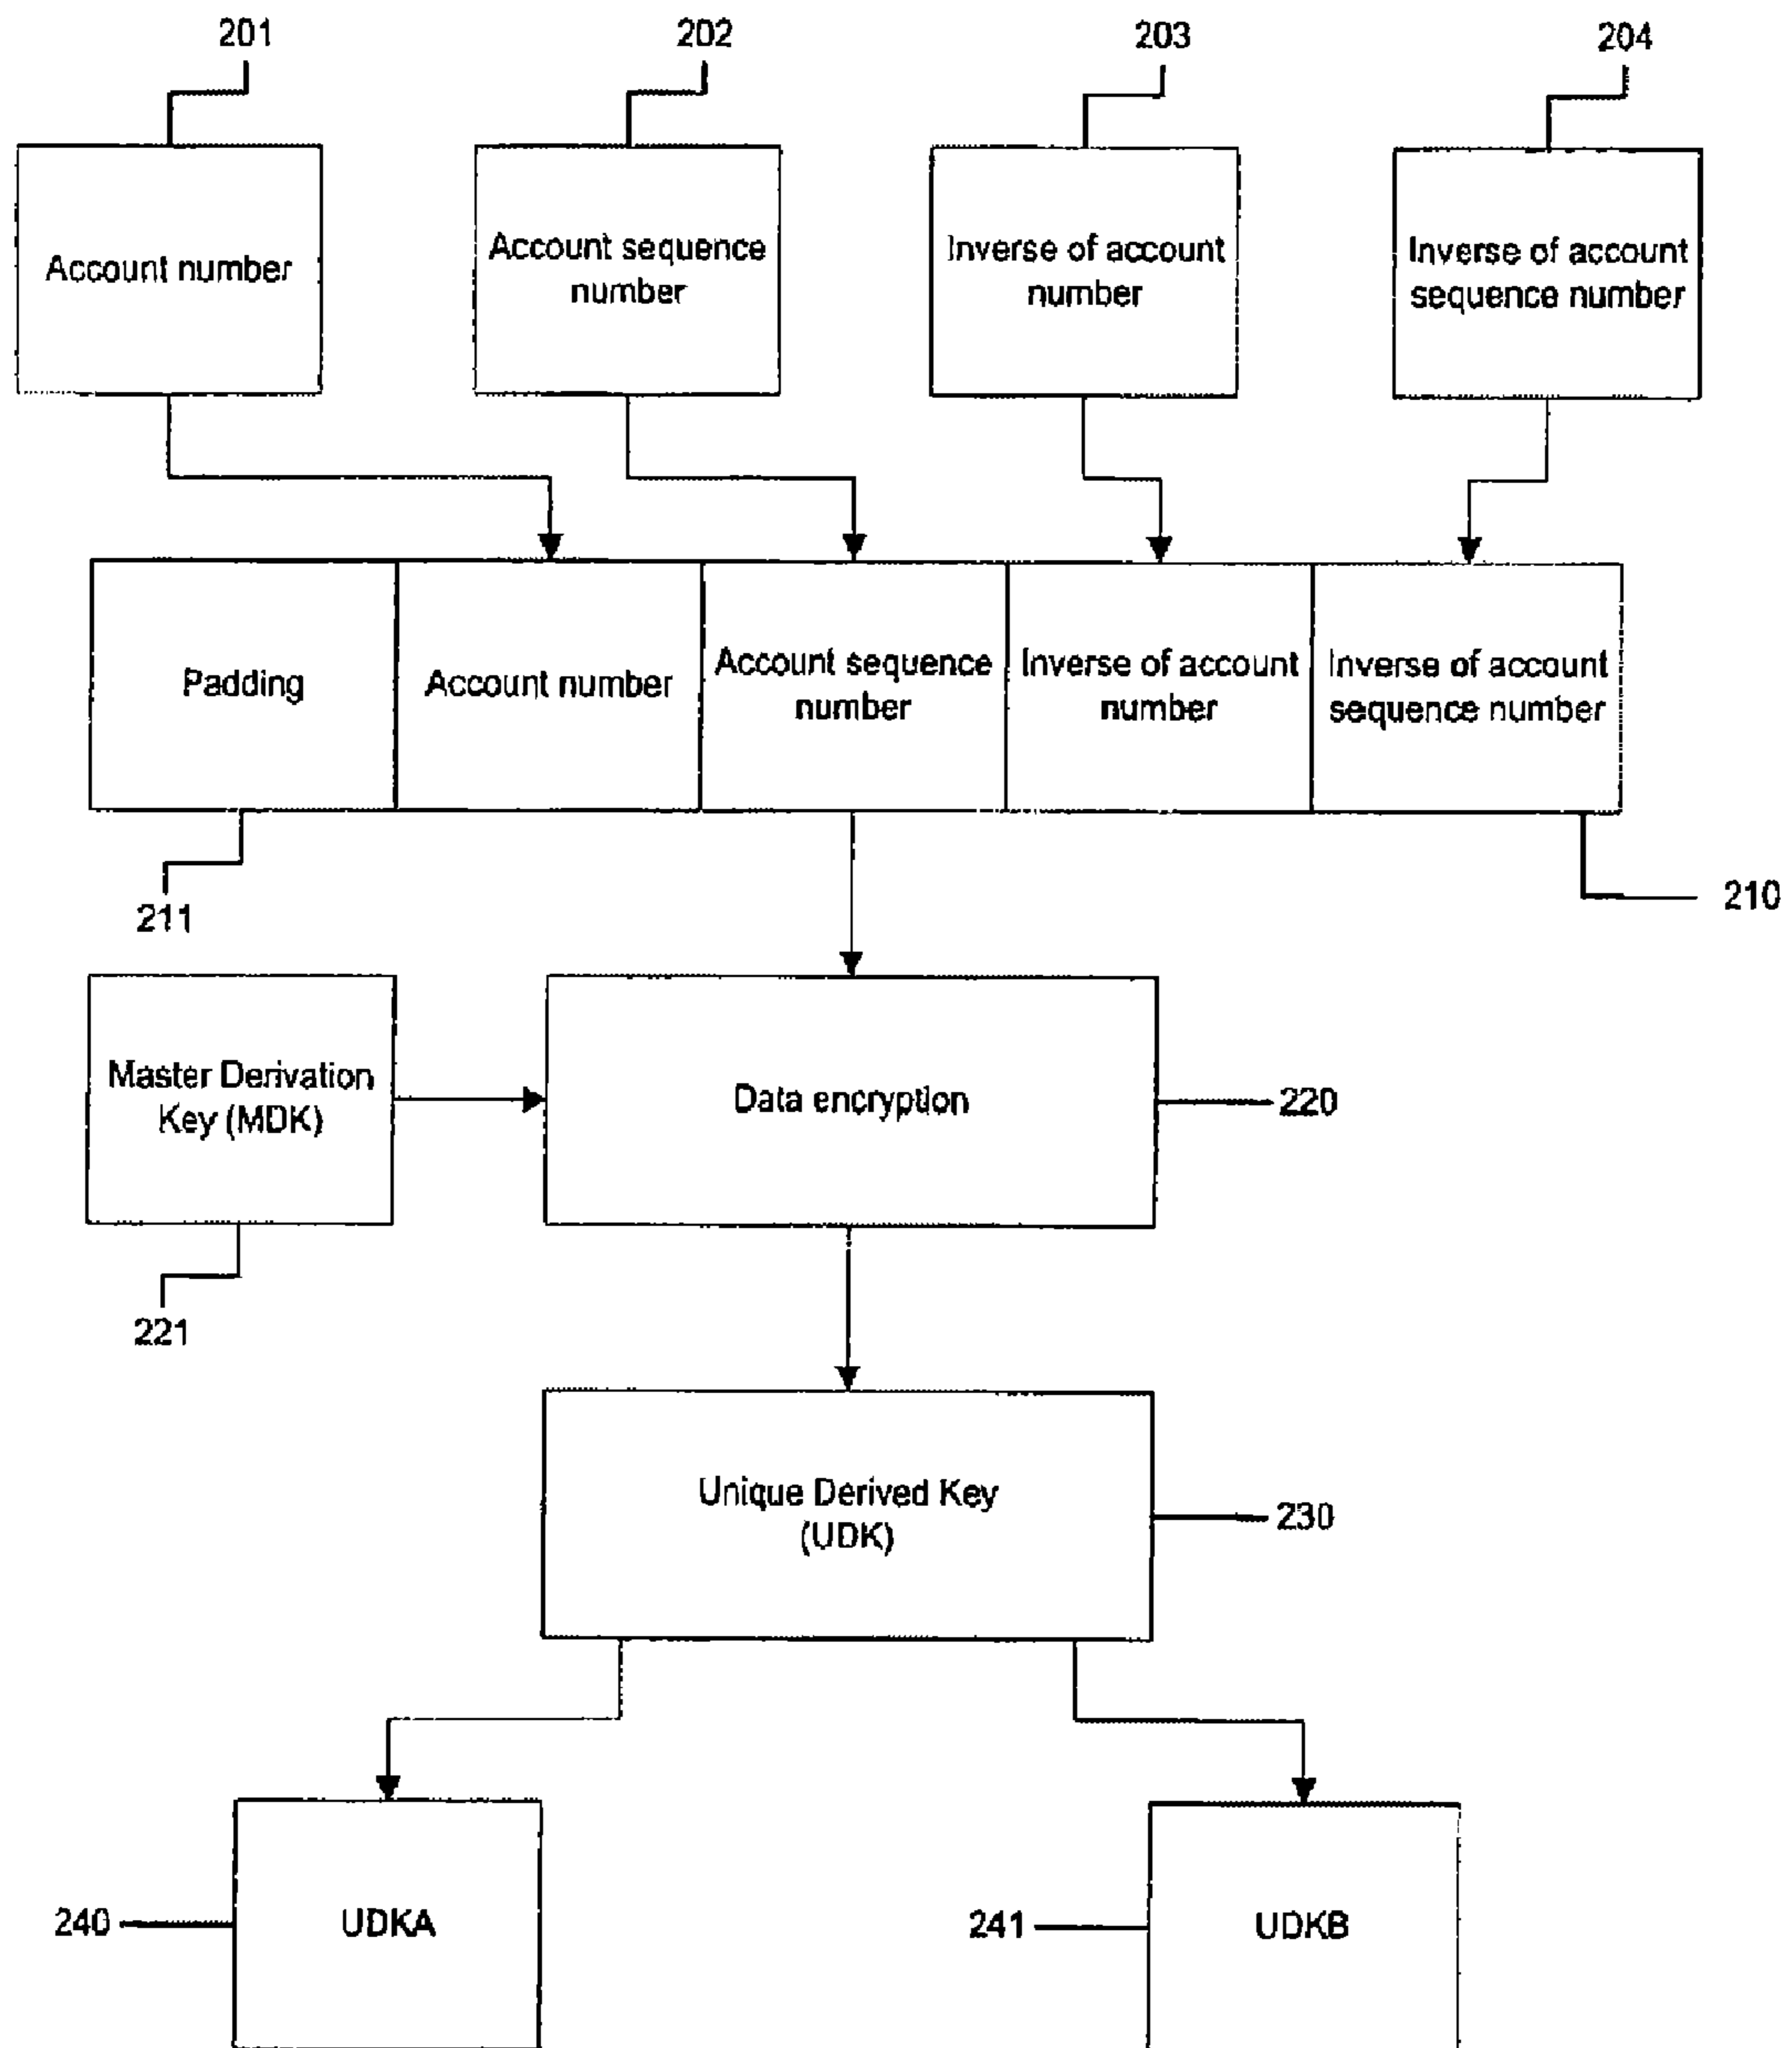 201
202
203
204
Account number
Account sequence
number
Inverse of account
number
Inverse of account
sequence number
Padding
Account number
Account sequence
number
Inverse of account
number
Inverse of account
sequence number
211
210
Master Derivation
Key (MDK)
Data encryption
220
221
Unique Derived Key
(UDK)
230
240
UDKA
241
UDKB